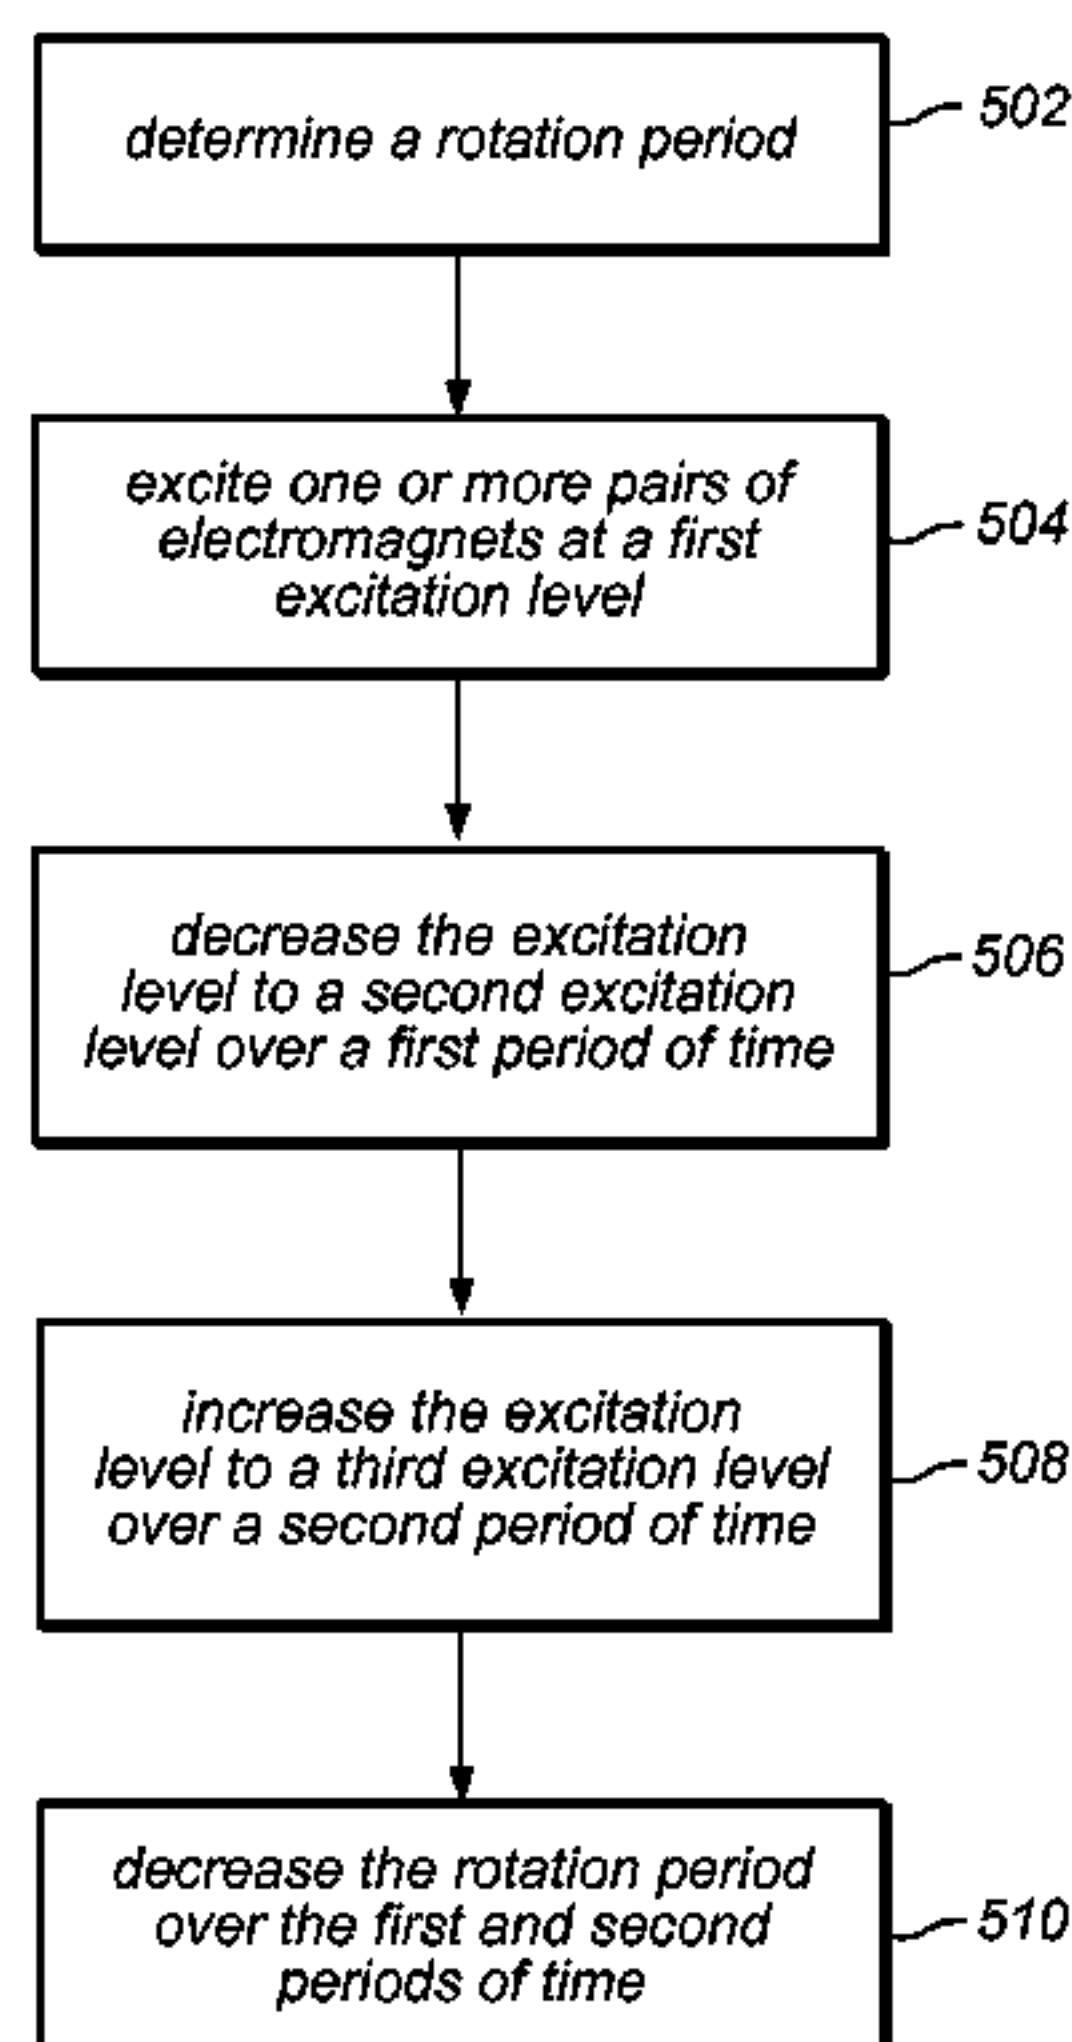 determine a rotation period
502
excite one or more pairs of
electromagnets at a first
excitation level
504
decrease the excitation
level to a second excitation
level over a first period of time
506
increase the excitation
level to a third excitation level
over a second period of time
508
decrease the rotation period
over the first and second
periods of time
510